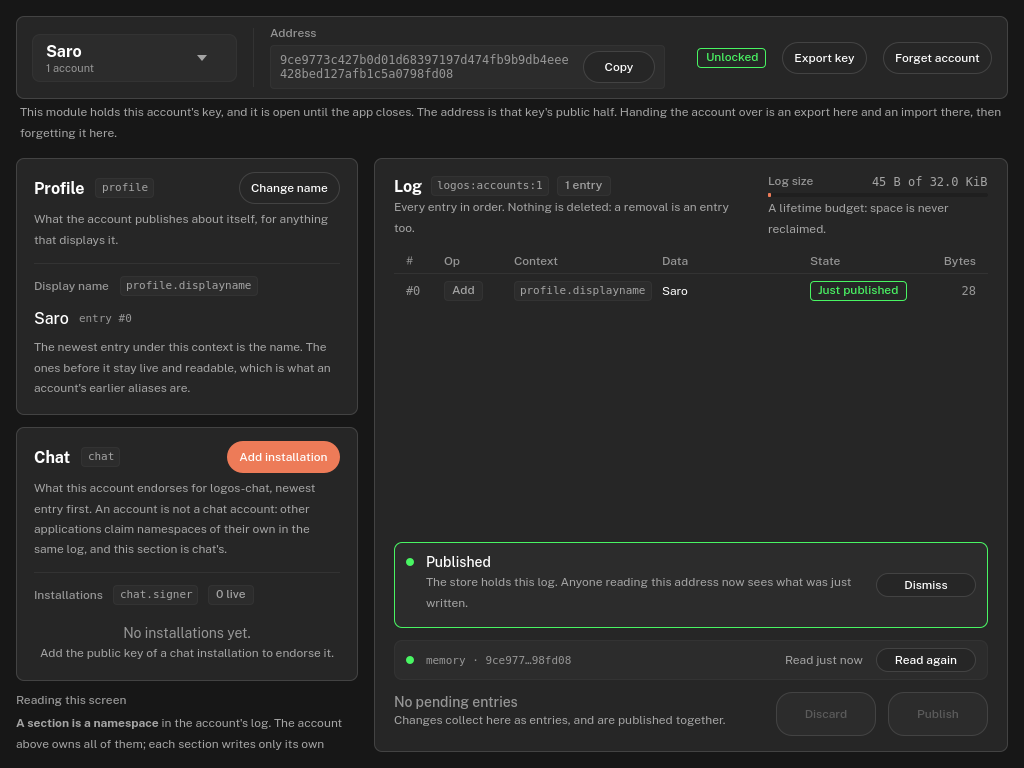 Saro
1 account
Address
9ce9773c427b0d01d68397197d474fb9b9db4eee
428bed127afb1c5a0798fd08
Copy
Unlocked
Export key
Forget account
This module holds this account's key, and it is open until the app closes. The address is that key's public half. Handing the account over is an export here and an import there, then
forgetting it here.
Profile profile
Change name
What the account publishes about itself, for anything
that displays it.
Display name profile.displayname
Saro entry #0
The newest entry under this context is the name. The
ones before it stay live and readable, which is what an
account's earlier aliases are.
Chat chat
Add installation
What this account endorses for logos-chat, newest
entry first. An account is not a chat account: other
applications claim namespaces of their own in the
same log, and this section is chat's.
Installations chat.signer 0 live
No installations yet.
Add the public key of a chat installation to endorse it.
Reading this screen
A section is a namespace in the account's log. The account
above owns all of them; each section writes only its own
Log logos:accounts:1 1 entry
Every entry in order. Nothing is deleted: a removal is an entry
too.
Log size 45 B of 32.0 KiB
A lifetime budget: space is never
reclaimed.
# Op Context Data State Bytes
#0 Add profile.displayname Saro Just published 28
Published
The store holds this log. Anyone reading this address now sees what was just
written.
Dismiss
memory · 9ce977…98fd08
Read just now
Read again
No pending entries
Changes collect here as entries, and are published together.
Discard
Publish